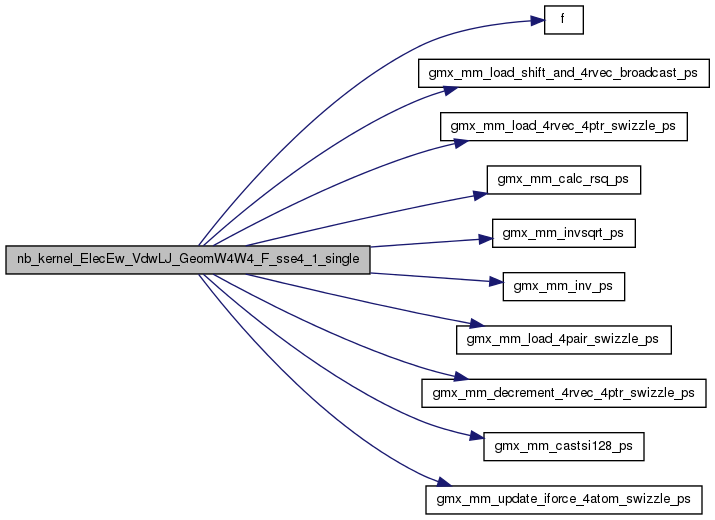 f
gmx_mm_load_shift_and_4rvec_broadcast_ps
gmx_mm_load_4rvec_4ptr_swizzle_ps
gmx_mm_calc_rsq_ps
gmx_mm_invsqrt_ps
nb_kernel_ElecEw_VdwLJ_GeomW4W4_F_sse4_1_single
gmx_mm_inv_ps
gmx_mm_load_4pair_swizzle_ps
gmx_mm_decrement_4rvec_4ptr_swizzle_ps
gmx_mm_castsi128_ps
gmx_mm_update_iforce_4atom_swizzle_ps